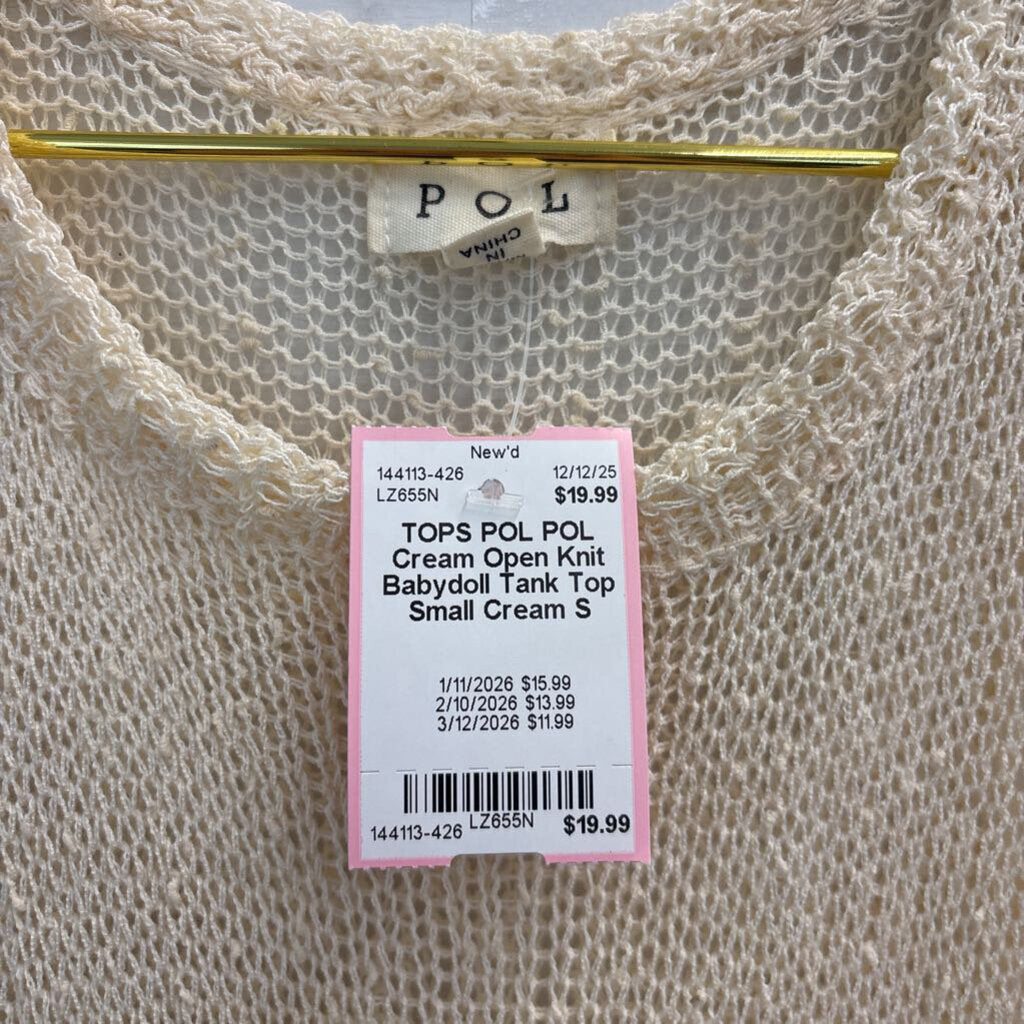 P O L
CHINA
IN
New'd
144113-426 12/12/25
LZ655N $19.99
TOPS POL POL
Cream Open Knit
Babydoll Tank Top
Small Cream S
1/11/2026 $15.99
2/10/2026 $13.99
3/12/2026 $11.99
144113-426 LZ655N $19.99